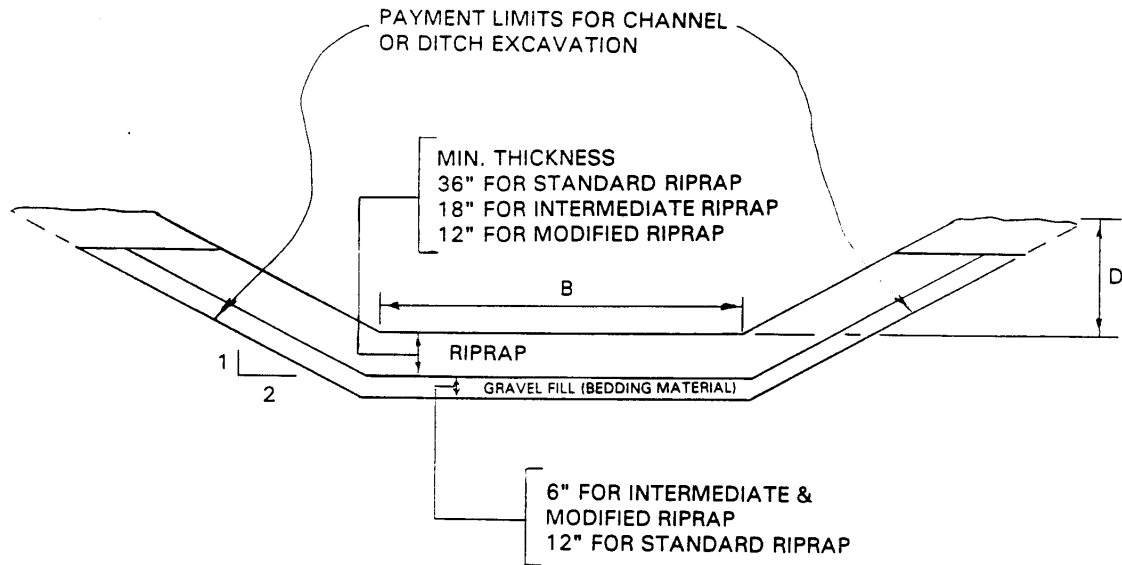 PAYMENT LIMITS FOR CHANNEL
OR DITCH EXCAVATION
MIN. THICKNESS
36" FOR STANDARD RIPRAP
18" FOR INTERMEDIATE RIPRAP
12" FOR MODIFIED RIPRAP
B
D
RIPRAP
1
2
GRAVEL FILL (BEDDING MATERIAL)
6" FOR INTERMEDIATE &
MODIFIED RIPRAP
12" FOR STANDARD RIPRAP